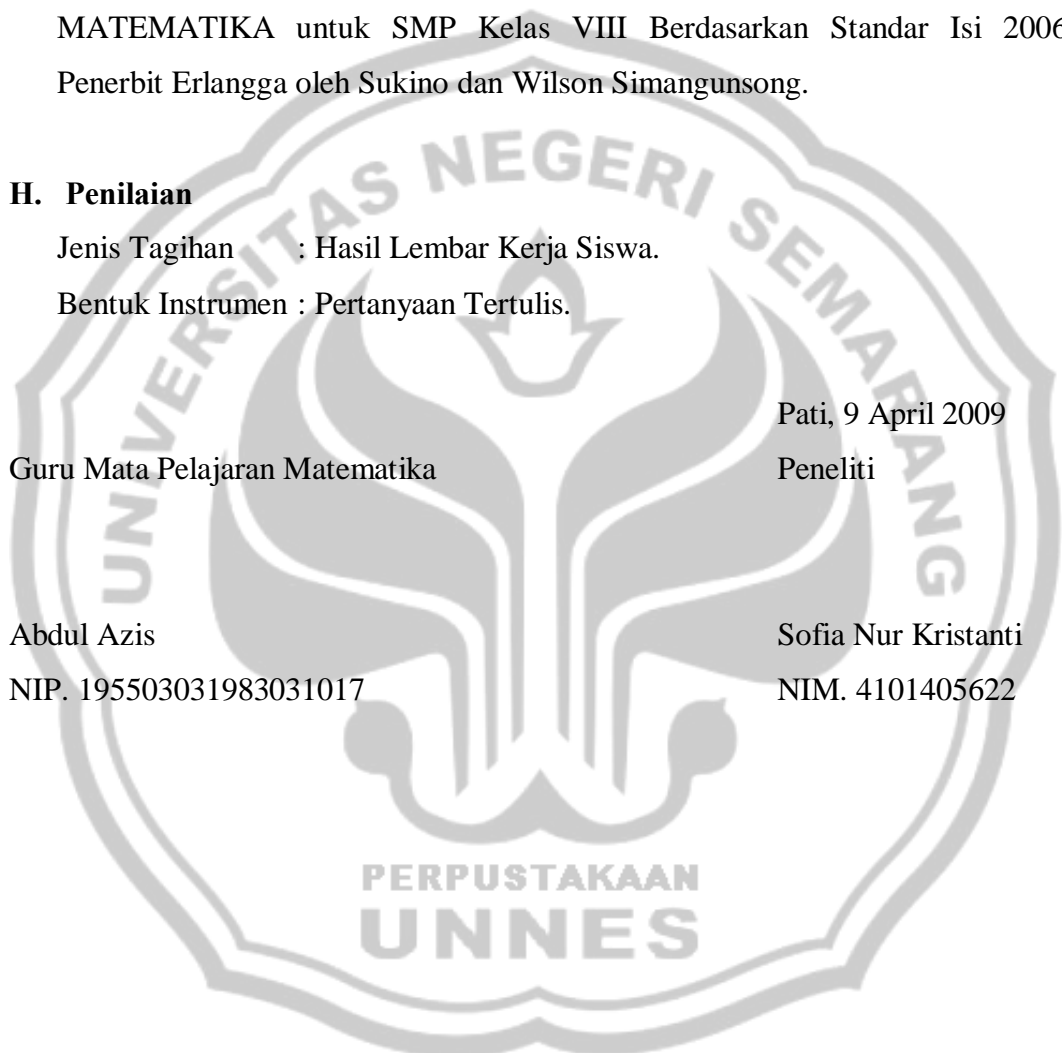 MATEMATIKA untuk SMP Kelas VIII Berdasarkan Standar Isi 2006
Penerbit Erlangga oleh Sukino dan Wilson Simangunsong.
H. Penilaian
Jenis Tagihan : Hasil Lembar Kerja Siswa.
Bentuk Instrumen : Pertanyaan Tertulis.
Pati, 9 April 2009
Guru Mata Pelajaran Matematika Peneliti
Abdul Azis Sofia Nur Kristanti
NIP. 195503031983031017 NIM. 4101405622
UNIVERSITAS NEGERI SEMARANG
PERPUSTAKAAN
UNNES